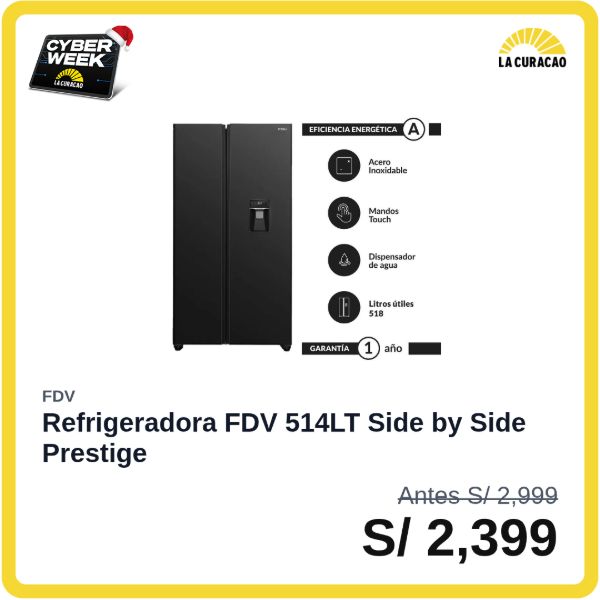 CYBER
WEEK
LA CURACAO
LA CURACAO
EFICIENCIA ENERGÉTICA A
Acero
Inoxidable
Mandos
Touch
Dispensador
de agua
Litros útiles
518
GARANTÍA 1 año
FDV
Refrigeradora FDV 514LT Side by Side
Prestige
Antes S/ 2,999
S/ 2,399